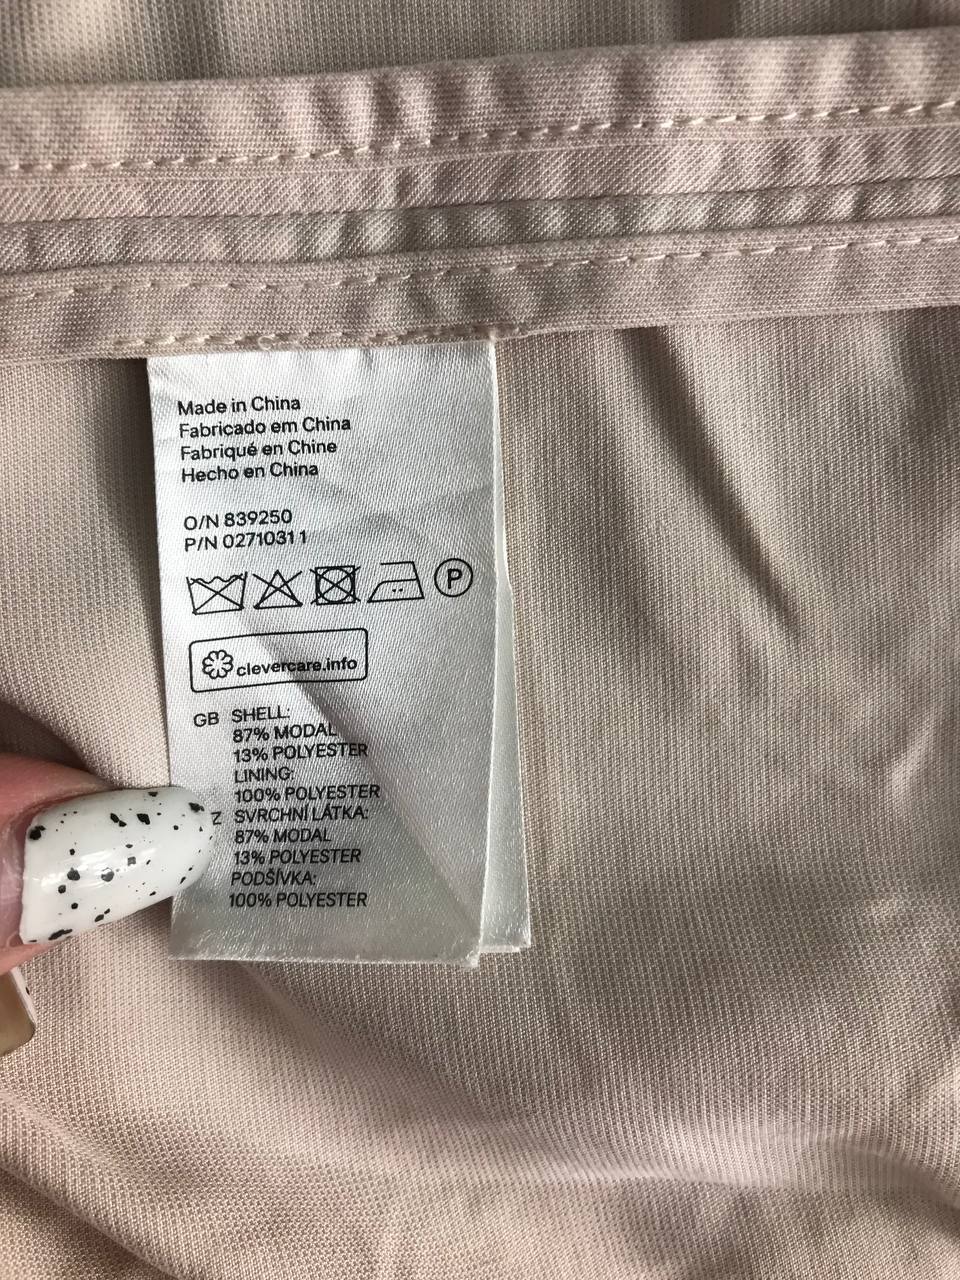 Made in China
Fabricado em China
Fabriqué en Chine
Hecho en China
O/N 839250
P/N 02710311
P
clevercare.info
GB SHELL:
87% MODAL
13% POLYESTER
LINING:
100% POLYESTER
Z SVRCHNÍ LÁTKA:
87% MODAL
13% POLYESTER
PODŠÍVKA:
100% POLYESTER